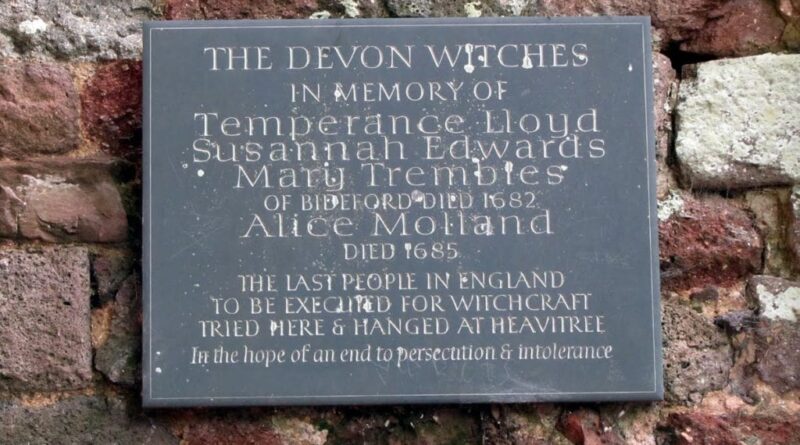 THE DEVON WITCHES
IN MEMORY OF
Temperance Lloyd
Susannah Edwards
Mary Trembles
OF BIDEFORD DIED 1682
Alice Molland
DIED 1685
THE LAST PEOPLE IN ENGLAND
TO BE EXECUTED FOR WITCHCRAFT
TRIED HERE & HANGED AT HEAVITREE
In the hope of an end to persecution & intolerance